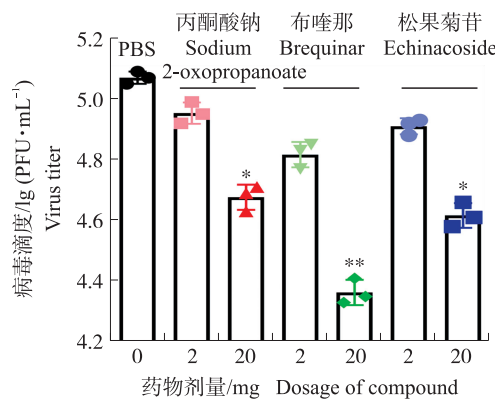 丙酮酸钠 布喹那 松果菊苷
PBS Sodium Brequinar Echinacoside
2-oxopropanoate
病毒滴度/lg (PFU·mL⁻¹)
Virus titer
5.2
5.0
4.8
4.6
4.4
4.2
* ** *
0 2 20 2 20 2 20
药物剂量/mg Dosage of compound